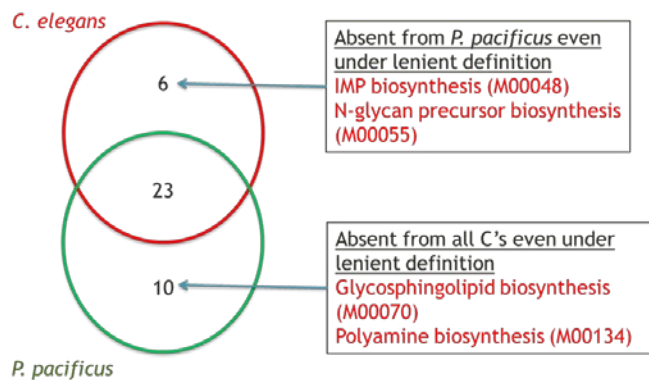 C. elegans
6
23
10
P. pacificus
Absent from P. pacificus even
under lenient definition
IMP biosynthesis (M00048)
N-glycan precursor biosynthesis
(M00055)
Absent from all C's even under
lenient definition
Glycosphingolipid biosynthesis
(M00070)
Polyamine biosynthesis (M00134)